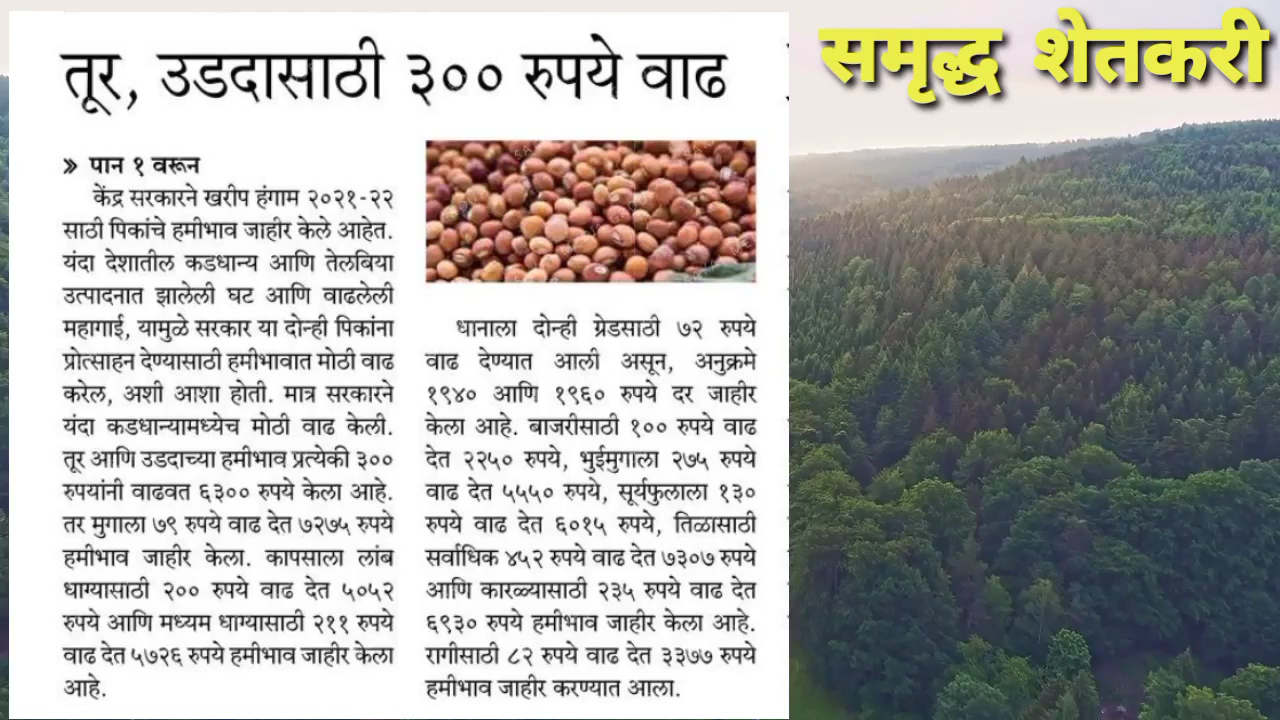 तूर, उडदासाठी ३०० रुपये वाढ
समृद्ध शेतकरी
» पान १ वरून
केंद्र सरकारने खरीप हंगाम २०२१-२२
साठी पिकांचे हमीभाव जाहीर केले आहेत.
यंदा देशातील कडधान्य आणि तेलबिया
उत्पादनात झालेली घट आणि वाढलेली
महागाई, यामुळे सरकार या दोन्ही पिकांना
प्रोत्साहन देण्यासाठी हमीभावात मोठी वाढ
करेल, अशी आशा होती. मात्र सरकारने
यंदा कडधान्यामध्येच मोठी वाढ केली.
तूर आणि उडदाच्या हमीभाव प्रत्येकी ३००
रुपयांनी वाढवत ६३०० रुपये केला आहे.
तर मुगाला ७९ रुपये वाढ देत ७२७५ रुपये
हमीभाव जाहीर केला. कापसाला लांब
धाग्यासाठी २०० रुपये वाढ देत ५०५२
रुपये आणि मध्यम धाग्यासाठी २११ रुपये
वाढ देत ५७२६ रुपये हमीभाव जाहीर केला
आहे.
धानाला दोन्ही ग्रेडसाठी ७२ रुपये
वाढ देण्यात आली असून, अनुक्रमे
१९४० आणि १९६० रुपये दर जाहीर
केला आहे. बाजरीसाठी १०० रुपये वाढ
देत २२५० रुपये, भुईमुगाला २७५ रुपये
वाढ देत ५५५० रुपये, सूर्यफुलाला १३०
रुपये वाढ देत ६०१५ रुपये, तिळासाठी
सर्वाधिक ४५२ रुपये वाढ देत ७३०७ रुपये
आणि कारळ्यासाठी २३५ रुपये वाढ देत
६९३० रुपये हमीभाव जाहीर केला आहे.
रागीसाठी ८२ रुपये वाढ देत ३३७७ रुपये
हमीभाव जाहीर करण्यात आला.